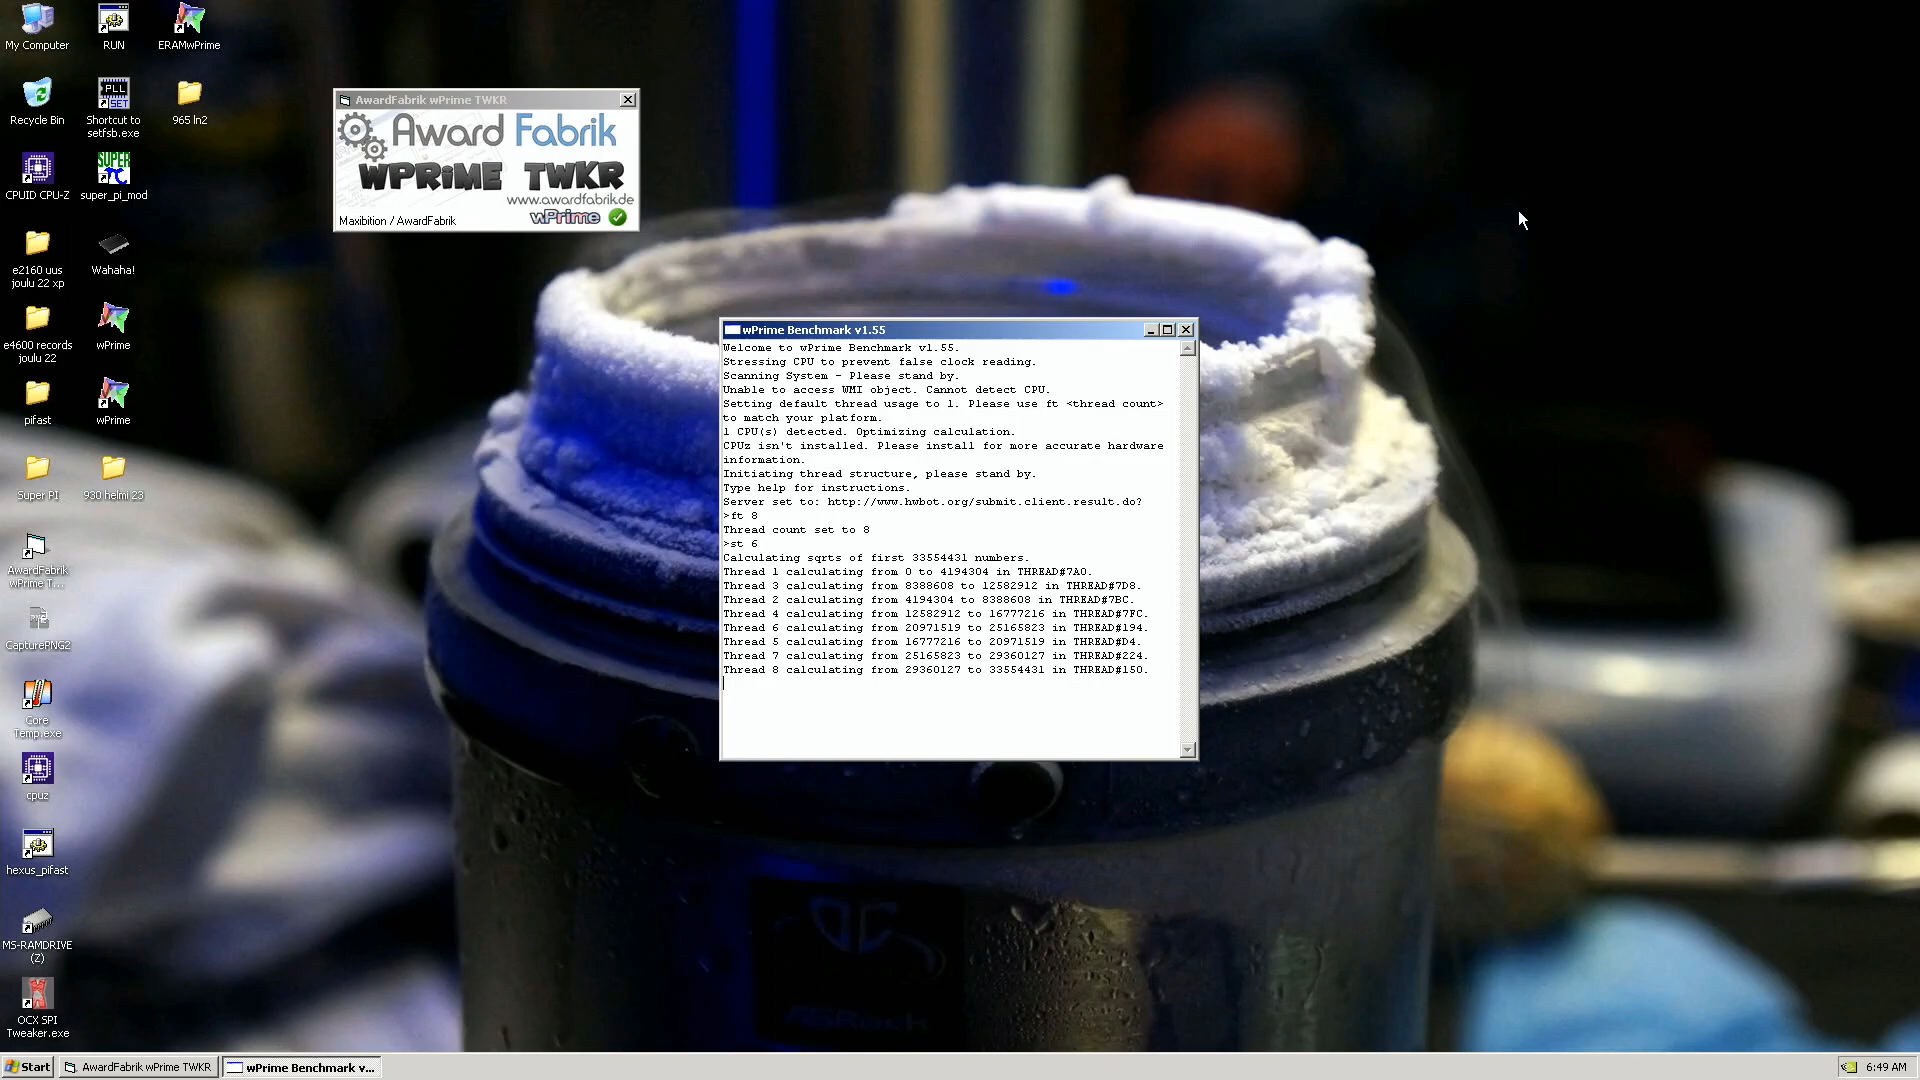 My Computer
RUN
ERAMwPrime
Recycle Bin
PLL
SET
Shortcut to
setfsb.exe
965 ln2
CPUID CPU-Z
SUPER
super_pi_mod
e2160 uus
joulu 22 xp
Wahaha!
e4600 records
joulu 22
wPrime
pifast
wPrime
Super PI
930 helmi 23
AwardFabrik
wPrime T...
CapturePNG2
Core
Temp.exe
cpuz
hexus_pifast
MS-RAMDRIVE
(Z)
OCX SPI
Tweaker.exe
AwardFabrik wPrime TWKR
Award Fabrik
WPRiME TWKR
www.awardfabrik.de
wPrime
Maxibition / AwardFabrik
wPrime Benchmark v1.55
Welcome to wPrime Benchmark v1.55.
Stressing CPU to prevent false clock reading.
Scanning System - Please stand by.
Unable to access WMI object. Cannot detect CPU.
Setting default thread usage to 1. Please use ft <thread count>
to match your platform.
1 CPU(s) detected. Optimizing calculation.
CPUz isn't installed. Please install for more accurate hardware
information.
Initiating thread structure, please stand by.
Type help for instructions.
Server set to: http://www.hwbot.org/submit.client.result.do?
>ft 8
Thread count set to 8
>st 6
Calculating sqrts of first 33554431 numbers.
Thread 1 calculating from 0 to 4194304 in THREAD#7A0.
Thread 3 calculating from 8388608 to 12582912 in THREAD#7D8.
Thread 2 calculating from 4194304 to 8388608 in THREAD#7BC.
Thread 4 calculating from 12582912 to 16777216 in THREAD#7FC.
Thread 6 calculating from 20971519 to 25165823 in THREAD#194.
Thread 5 calculating from 16777216 to 20971519 in THREAD#D4.
Thread 7 calculating from 25165823 to 29360127 in THREAD#224.
Thread 8 calculating from 29360127 to 33554431 in THREAD#150.
ASRock
Start
AwardFabrik wPrime TWKR
wPrime Benchmark v...
6:49 AM